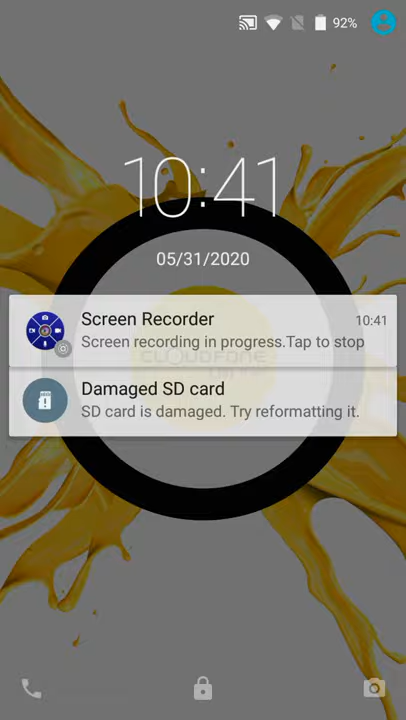 92%
10:41
05/31/2020
Screen Recorder
10:41
Screen recording in progress.Tap to stop
CLOUDFONE
Damaged SD card
SD card is damaged. Try reformatting it.